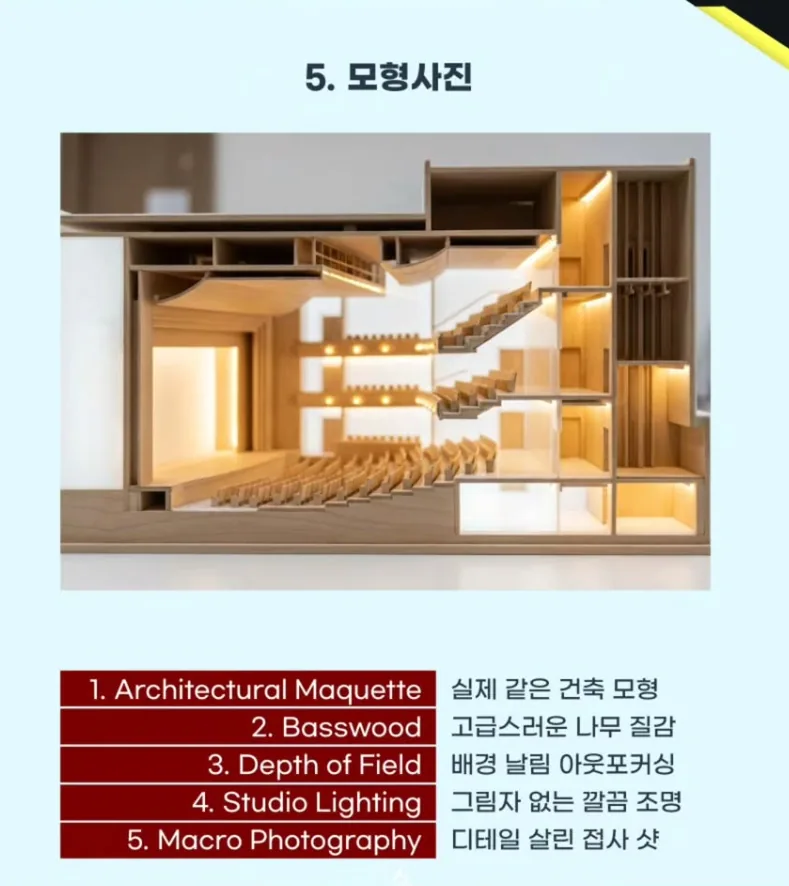 5. 모형사진
1. Architectural Maquette 실제 같은 건축 모형
2. Basswood 고급스러운 나무 질감
3. Depth of Field 배경 날림 아웃포커싱
4. Studio Lighting 그림자 없는 깔끔 조명
5. Macro Photography 디테일 살린 접사 샷